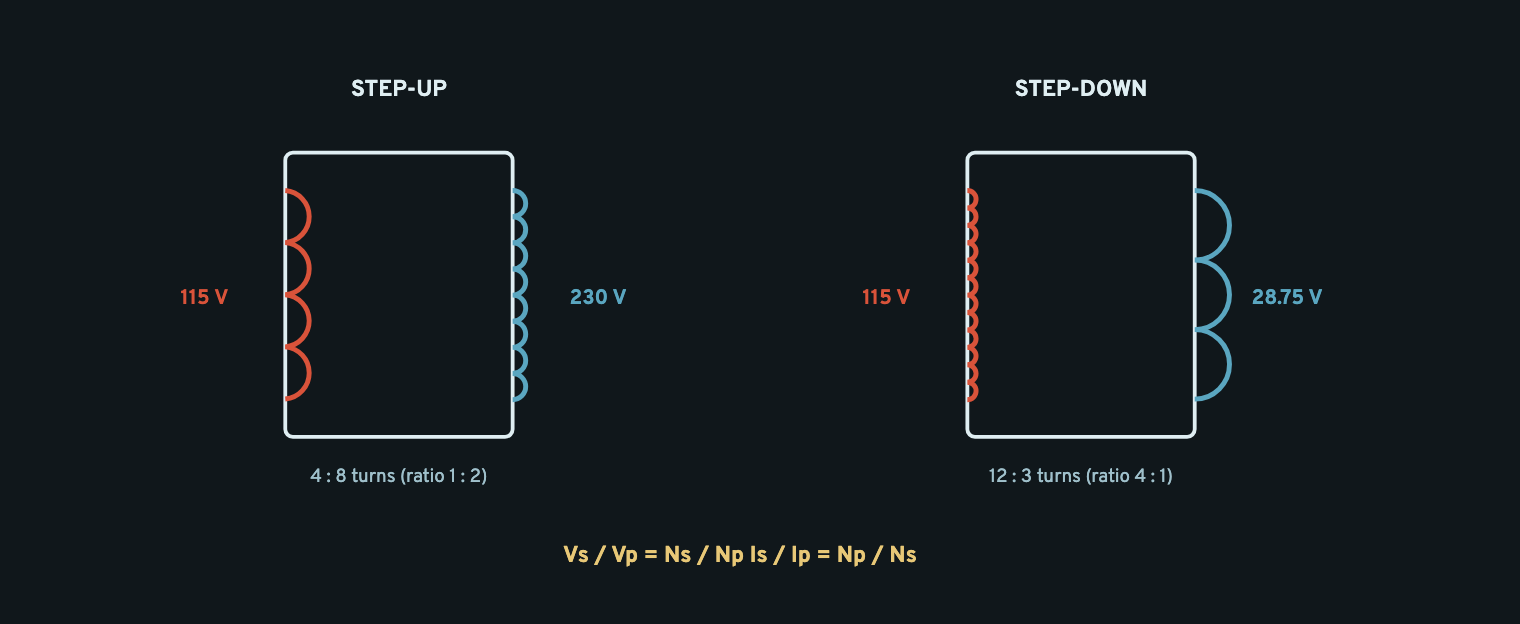 STEP-UP
STEP-DOWN
115 V
230 V
115 V
28.75 V
4 : 8 turns (ratio 1 : 2)
12 : 3 turns (ratio 4 : 1)
Vs / Vp = Ns / Np Is / Ip = Np / Ns